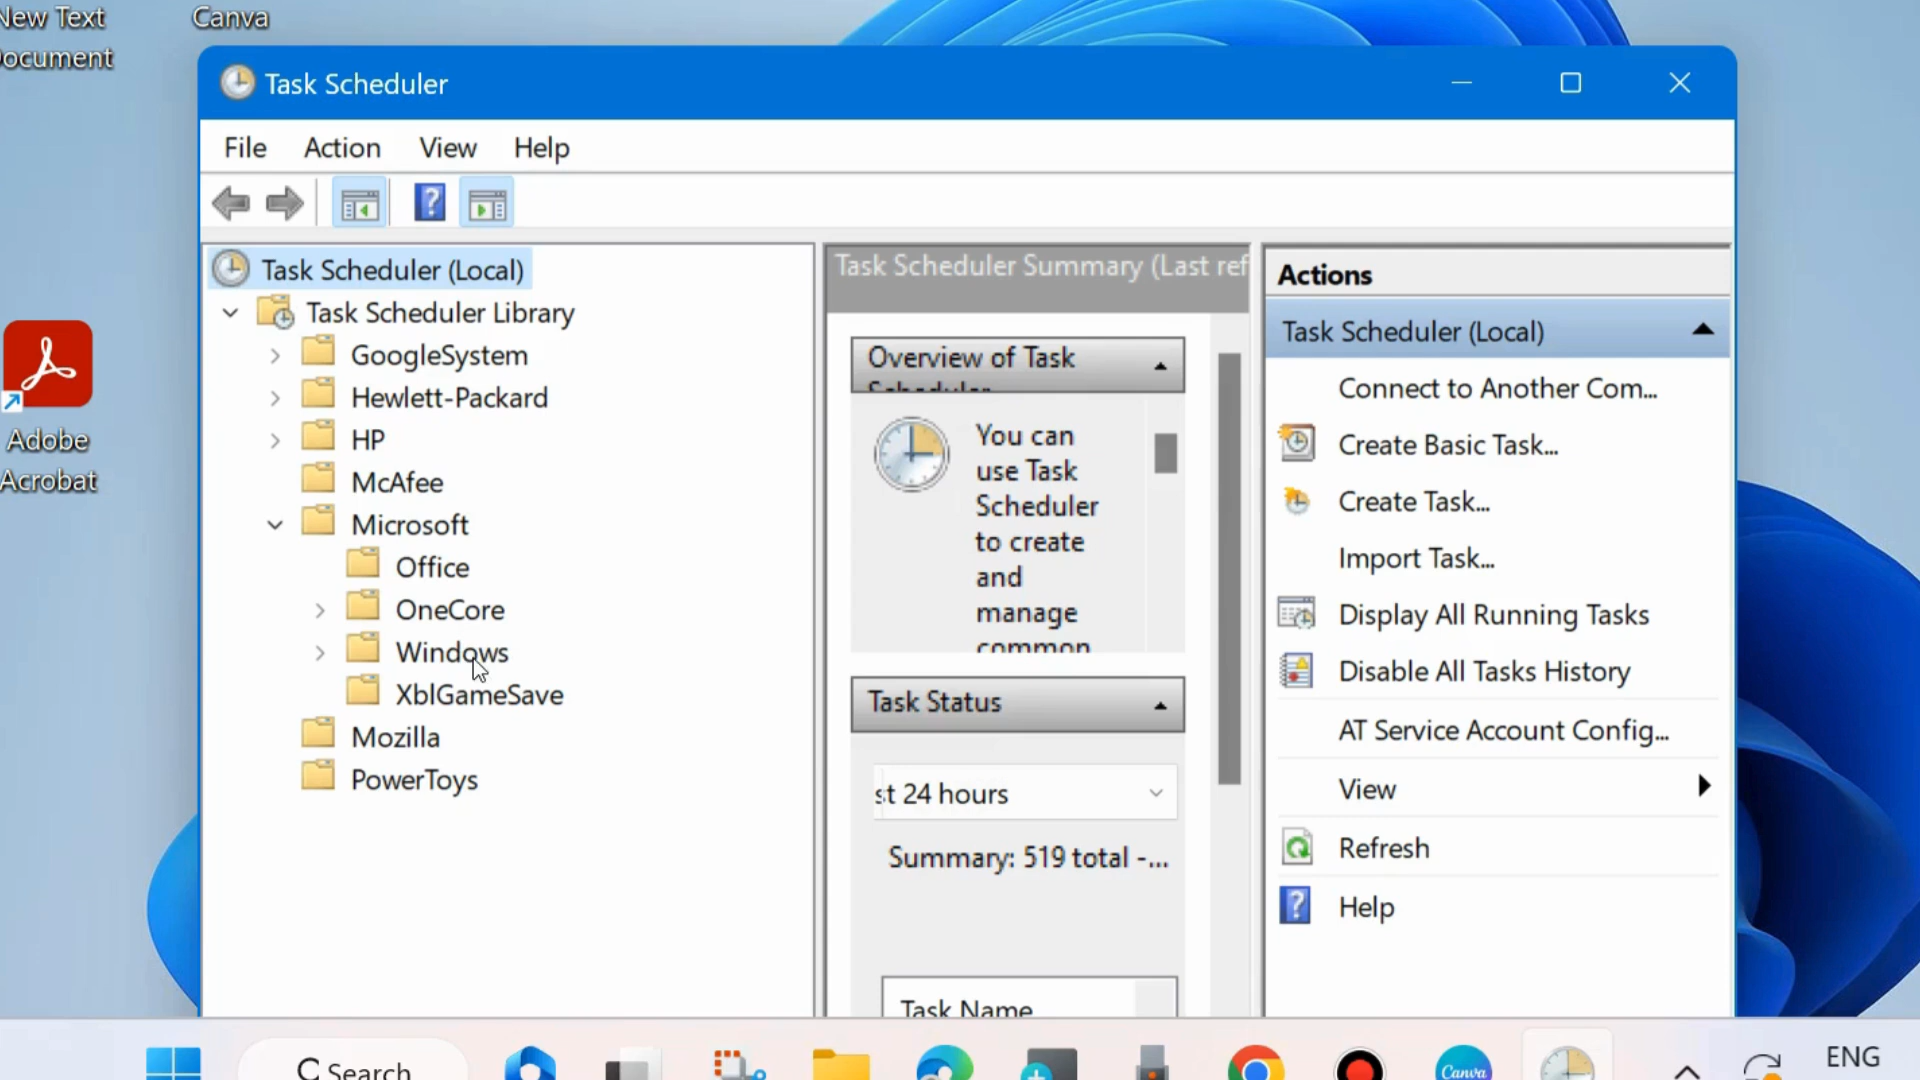 New Text
Document
Canva
Task Scheduler
File Action View Help
Task Scheduler (Local)
Task Scheduler Library
GoogleSystem
Hewlett-Packard
HP
McAfee
Microsoft
Office
OneCore
Windows
XblGameSave
Mozilla
PowerToys
Task Scheduler Summary (Last ref
Overview of Task
Scheduler
You can
use Task
Scheduler
to create
and
manage
common
Task Status
st 24 hours
Summary: 519 total -...
Task Name
Actions
Task Scheduler (Local)
Connect to Another Com...
Create Basic Task...
Create Task...
Import Task...
Display All Running Tasks
Disable All Tasks History
AT Service Account Config...
View
Refresh
Help
Adobe
Acrobat
Search
Canva
ENG